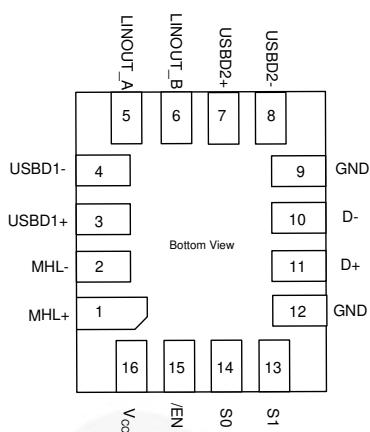 LINOUT_A
LINOUT_B
USBD2+
USBD2-
5
6
7
8
USBD1-
4
9
GND
USBD1+
3
10
D-
Bottom View
MHL-
2
11
D+
MHL+
1
12
GND
16
15
14
13
VCC
/EN
S0
S1